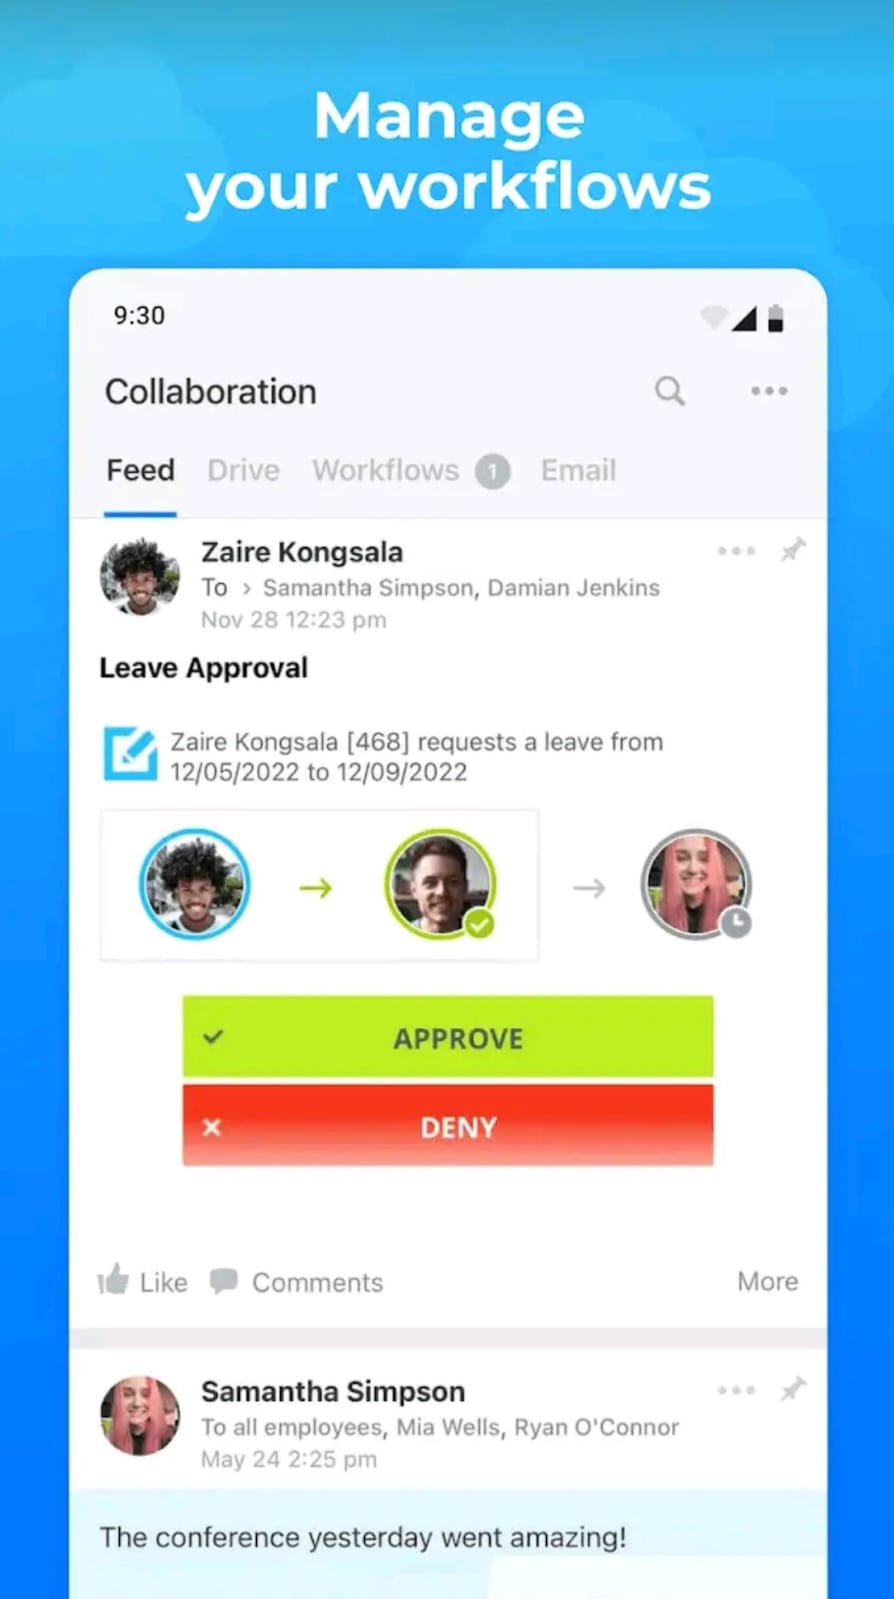 Manage
your workflows
9:30
Collaboration
Feed Drive Workflows 1 Email
Zaire Kongsala
To > Samantha Simpson, Damian Jenkins
Nov 28 12:23 pm
Leave Approval
Zaire Kongsala [468] requests a leave from
12/05/2022 to 12/09/2022
APPROVE
DENY
Like Comments More
Samantha Simpson
To all employees, Mia Wells, Ryan O'Connor
May 24 2:25 pm
The conference yesterday went amazing!